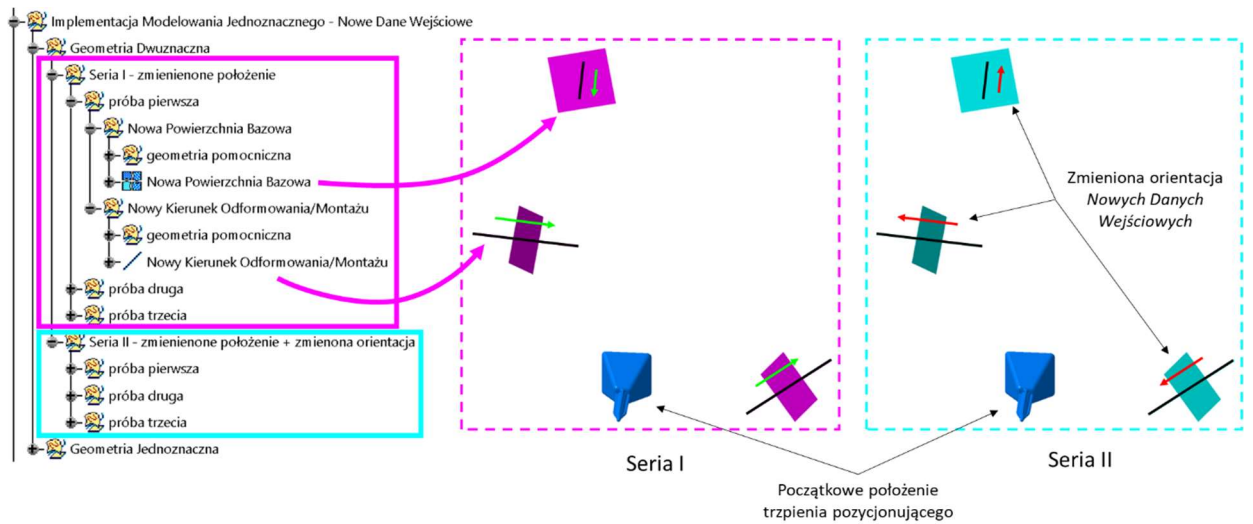 Implementacja Modelowania Jednoznacznego - Nowe Dane Wejściowe
Geometria Dwuznaczna
Seria I - zmienienone położenie
próba pierwsza
Nowa Powierzchnia Bazowa
geometria pomocniczna
Nowa Powierzchnia Bazowa
Nowy Kierunek Odformowania/Montażu
geometria pomocniczna
Nowy Kierunek Odformowania/Montażu
próba druga
próba trzecia
Seria II - zmienienone położenie + zmienona orientacja
próba pierwsza
próba druga
próba trzecia
Geometria Jednoznaczna
Zmieniona orientacja
Nowych Danych
Wejściowych
Seria I
Seria II
Początkowe położenie
trzpienia pozycjonującego